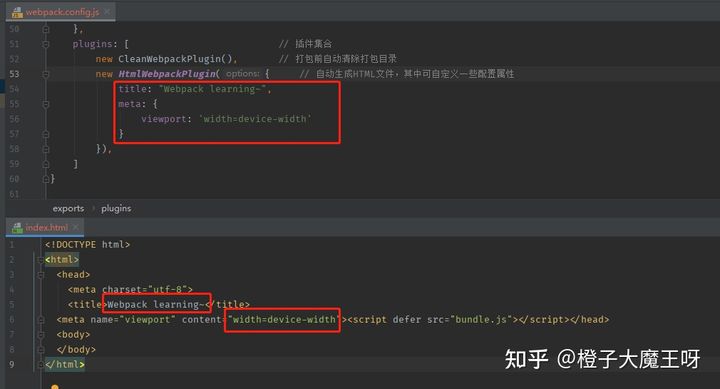 webpack.config.js
50 },
51 plugins: [ // 插件集合
52 new CleanWebpackPlugin(), // 打包前自动清除打包目录
53 new HtmlWebpackPlugin( options: { // 自动生成HTML文件，其中可自定义一些配置属性
54 title: "Webpack learning~",
55 meta: {
56 viewport: 'width=device-width'
57 }
58 }),
59 ]
60 }
61
exports › plugins
index.html
1 <!DOCTYPE html>
2 <html>
3 <head>
4 <meta charset="utf-8">
5 <title>Webpack learning~</title>
6 <meta name="viewport" content="width=device-width"><script defer src="bundle.js"></script></head>
7 <body>
8 </body>
9 </html>
知乎 @橙子大魔王呀